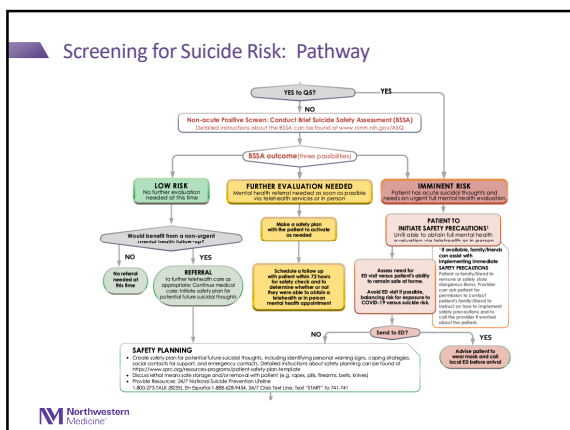 Screening for Suicide Risk: Pathway
YES to Q5?
YES
NO
Non-acute Positive Screen: Conduct Brief Suicide Safety Assessment (BSSA)
Detailed instructions about the BSSA can be found at www.nimh.nih.gov/ASQ
BSSA outcome(three possibilities)
LOW RISK
No further evaluation
needed at this time
FURTHER EVALUATION NEEDED
Mental health referral needed as soon as possible
via telehealth services or in person
IMMINENT RISK
Patient has acute suicidal thoughts and
needs an urgent full mental health evaluation
Would benefit from a non-urgent
mental health follow-up?
NO
YES
No referral
needed at
this time
REFERRAL
to further telehealth care as
appropriate; Continue medical
care; Initiate safety plan for
potential future suicidal thoughts
Make a safety plan
with the patient to activate
as needed
Schedule a follow up
with patient within 72 hours
for safety check and to
determine whether or not
they were able to obtain a
telehealth or in person
mental health appointment
PATIENT TO
INITIATE SAFETY PRECAUTIONS¹
Until able to obtain full mental health
evaluation via telehealth or in person
Assess need for
ED visit versus patient's ability
to remain safe at home.
Avoid ED visit if possible,
balancing risk for exposure to
COVID-19 versus suicide risk.
¹If available, family/friends
can assist with
implementing immediate
SAFETY PRECAUTIONS
Patient or family/friend to
remove or safely store
dangerous items. Provider
can ask patient for
permission to contact
patient's family/friend to
instruct on how to implement
safety precautions and to
call the provider if worried
about the patient.
Send to ED?
NO
YES
Advise patient to
wear mask and call
local ED before arrival
SAFETY PLANNING
• Create safety plan for potential future suicidal thoughts, including identifying personal warning signs, coping strategies,
social contacts for support, and emergency contacts. Detailed instructions about safety planning can be found at
https://www.sprc.org/resources-programs/patient-safety-plan-template
• Discuss lethal means safe storage and/or removal with patient (e.g. ropes, pills, firearms, belts, knives)
• Provide Resources: 24/7 National Suicide Prevention Lifeline
1-800-273-TALK (8255), En Español:1-888-628-9454, 24/7 Crisis Text Line: Text "START" to 741-741
Northwestern
Medicine®